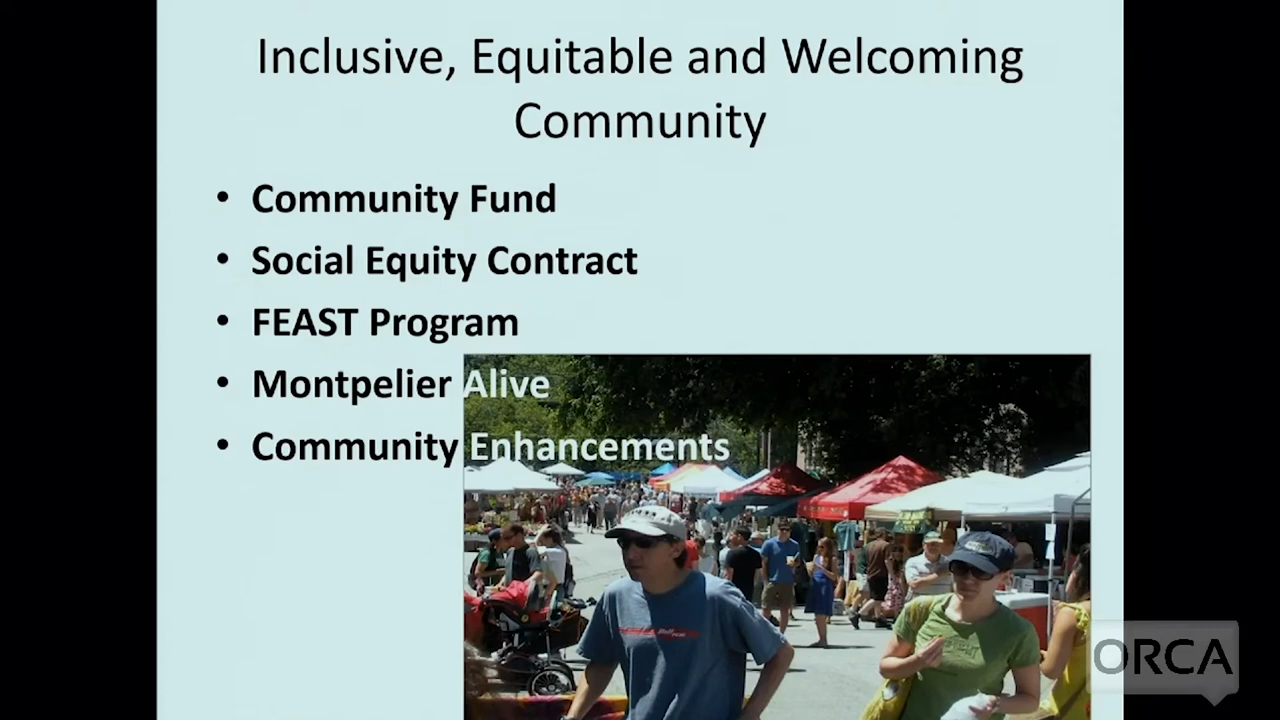 Inclusive, Equitable and Welcoming
Community
• Community Fund
• Social Equity Contract
• FEAST Program
• Montpelier Alive
• Community Enhancements
ORCA